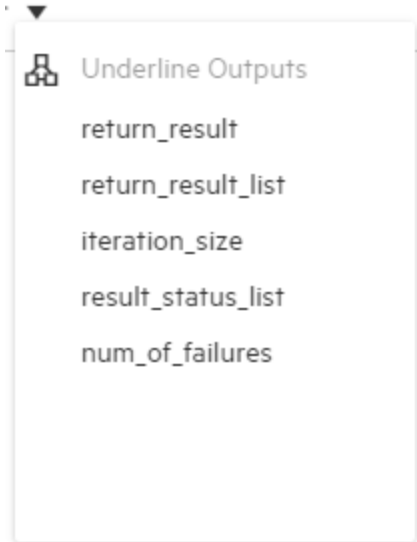 Underline Outputs
return_result
return_result_list
iteration_size
result_status_list
num_of_failures